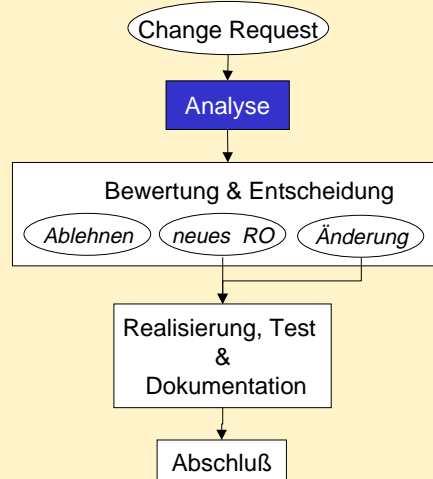 Change Request
Analyse
Bewertung & Entscheidung
Ablehnen
neues RO
Änderung
Realisierung, Test
&
Dokumentation
Abschluß